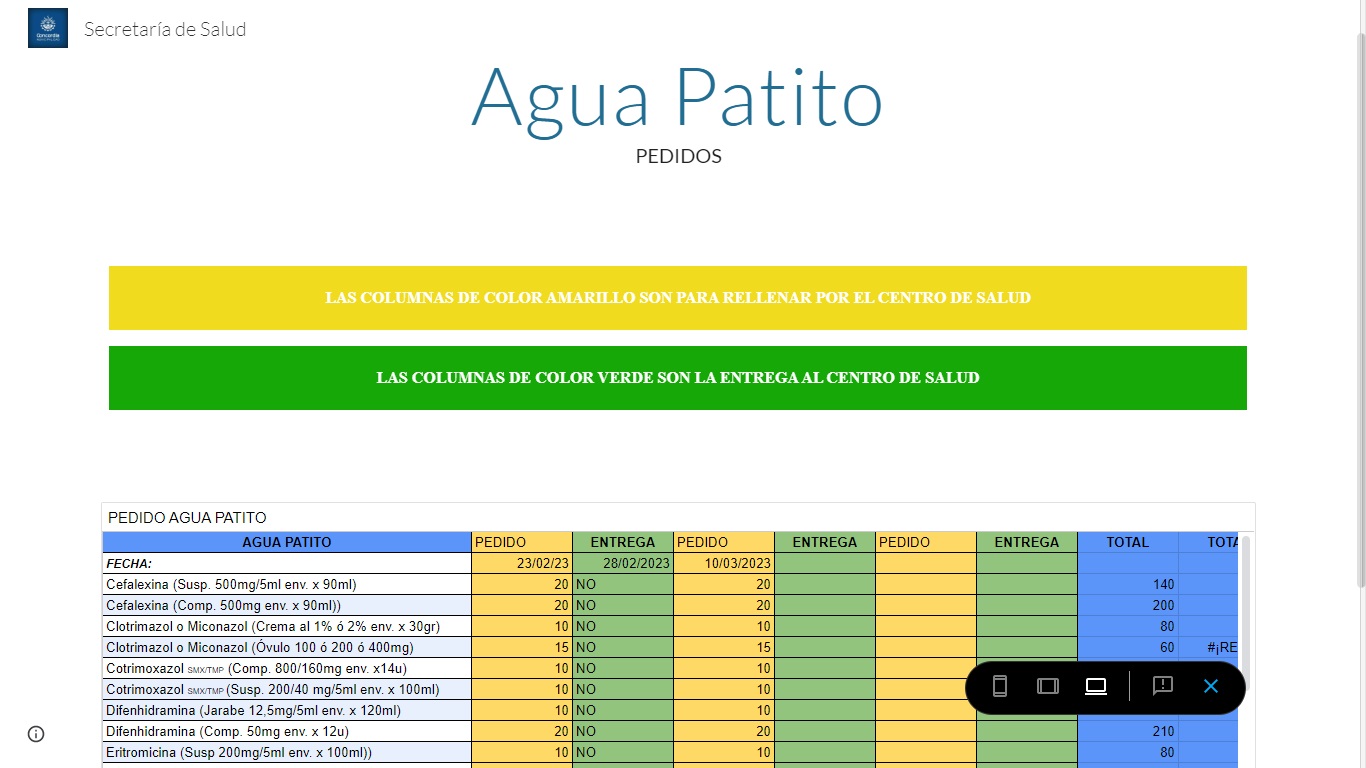 Concordia
Secretaría de Salud
Agua Patito
PEDIDOS
LAS COLUMNAS DE COLOR AMARILLO SON PARA RELLENAR POR EL CENTRO DE SALUD
LAS COLUMNAS DE COLOR VERDE SON LA ENTREGA AL CENTRO DE SALUD
PEDIDO AGUA PATITO
AGUA PATITO PEDIDO ENTREGA PEDIDO ENTREGA PEDIDO ENTREGA TOTAL TOTA
FECHA: 23/02/23 28/02/2023 10/03/2023
Cefalexina (Susp. 500mg/5ml env. x 90ml) 20 NO 20 140
Cefalexina (Comp. 500mg env. x 90ml)) 20 NO 20 200
Clotrimazol o Miconazol (Crema al 1% ó 2% env. x 30gr) 10 NO 10 80
Clotrimazol o Miconazol (Óvulo 100 ó 200 ó 400mg) 15 NO 15 60 #¡RE
Cotrimoxazol SMX/TMP (Comp. 800/160mg env. x14u) 10 NO 10
Cotrimoxazol SMX/TMP (Susp. 200/40 mg/5ml env. x 100ml) 10 NO 10
Difenhidramina (Jarabe 12,5mg/5ml env. x 120ml) 10 NO 10
Difenhidramina (Comp. 50mg env. x 12u) 20 NO 20 210
Eritromicina (Susp 200mg/5ml env. x 100ml)) 10 NO 10 80